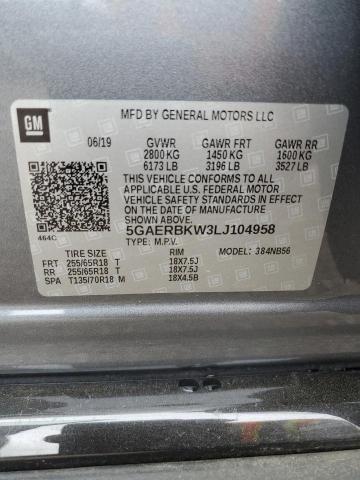 GM
MFD BY GENERAL MOTORS LLC
06/19 GVWR GAWR FRT GAWR RR
2800 KG 1450 KG 1600 KG
6173 LB 3196 LB 3527 LB
THIS VEHICLE CONFORMS TO ALL
APPLICABLE U.S. FEDERAL MOTOR
VEHICLE SAFETY STANDARDS IN EFFECT
ON THE DATE OF MANUFACTURE SHOWN ABOVE.
464C 5GAERBKW3LJ104958
TYPE: M.P.V. MODEL: 384NB56
TIRE SIZE RIM
FRT 255/65R18 T 18X7.5J
RR 255/65R18 T 18X7.5J
SPA T135/70R18 M 18X4.5B